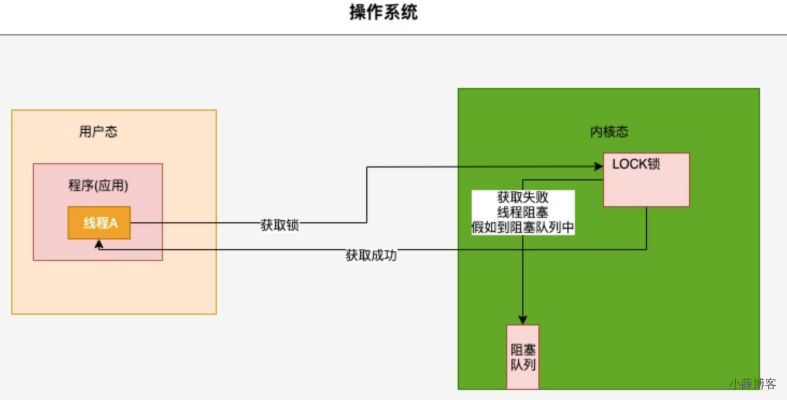 操作系统
用户态
内核态
程序(应用)
LOCK锁
线程A
获取锁
获取失败
线程阻塞
假如到阻塞队列中
获取成功
阻塞
队列
小薛博客